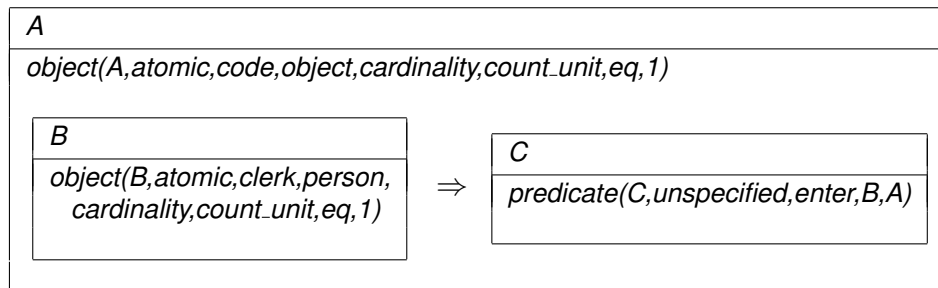 A
object(A,atomic,code,object,cardinality,count_unit,eq,1)
B
object(B,atomic,clerk,person,
cardinality,count_unit,eq,1)
⇒
C
predicate(C,unspecified,enter,B,A)